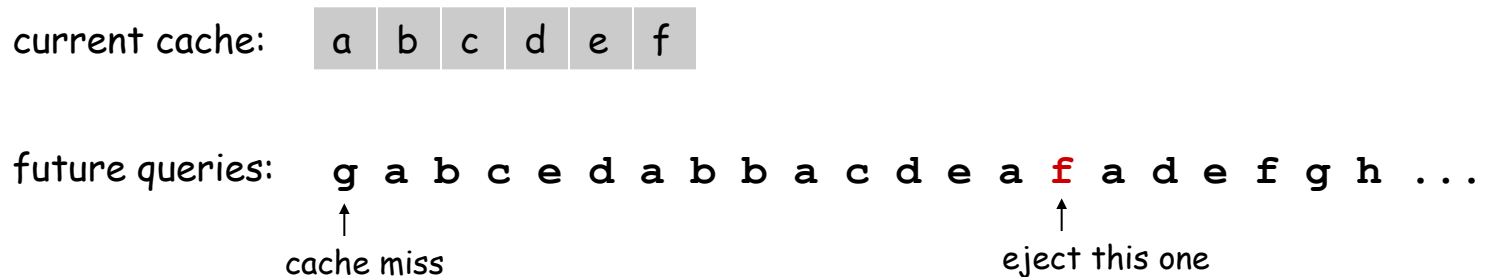 current cache: a b c d e f
future queries: g a b c e d a b b a c d e a f a d e f g h ...
cache miss
eject this one